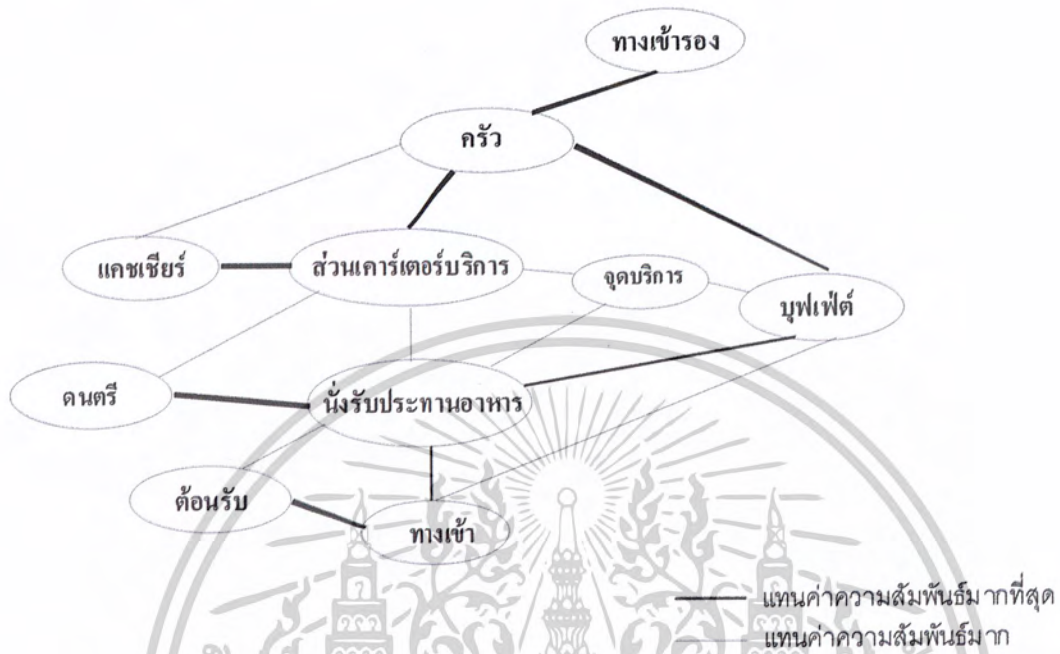 ทางเข้ารอง
ครัว
แคชเชียร์
ส่วนเคาร์เตอร์บริการ
จุดบริการ
บุฟเฟ่ต์
ดนตรี
นั่งรับประทานอาหาร
ต้อนรับ
ทางเข้า
แทนค่าความสัมพันธ์มากที่สุด
แทนค่าความสัมพันธ์มาก